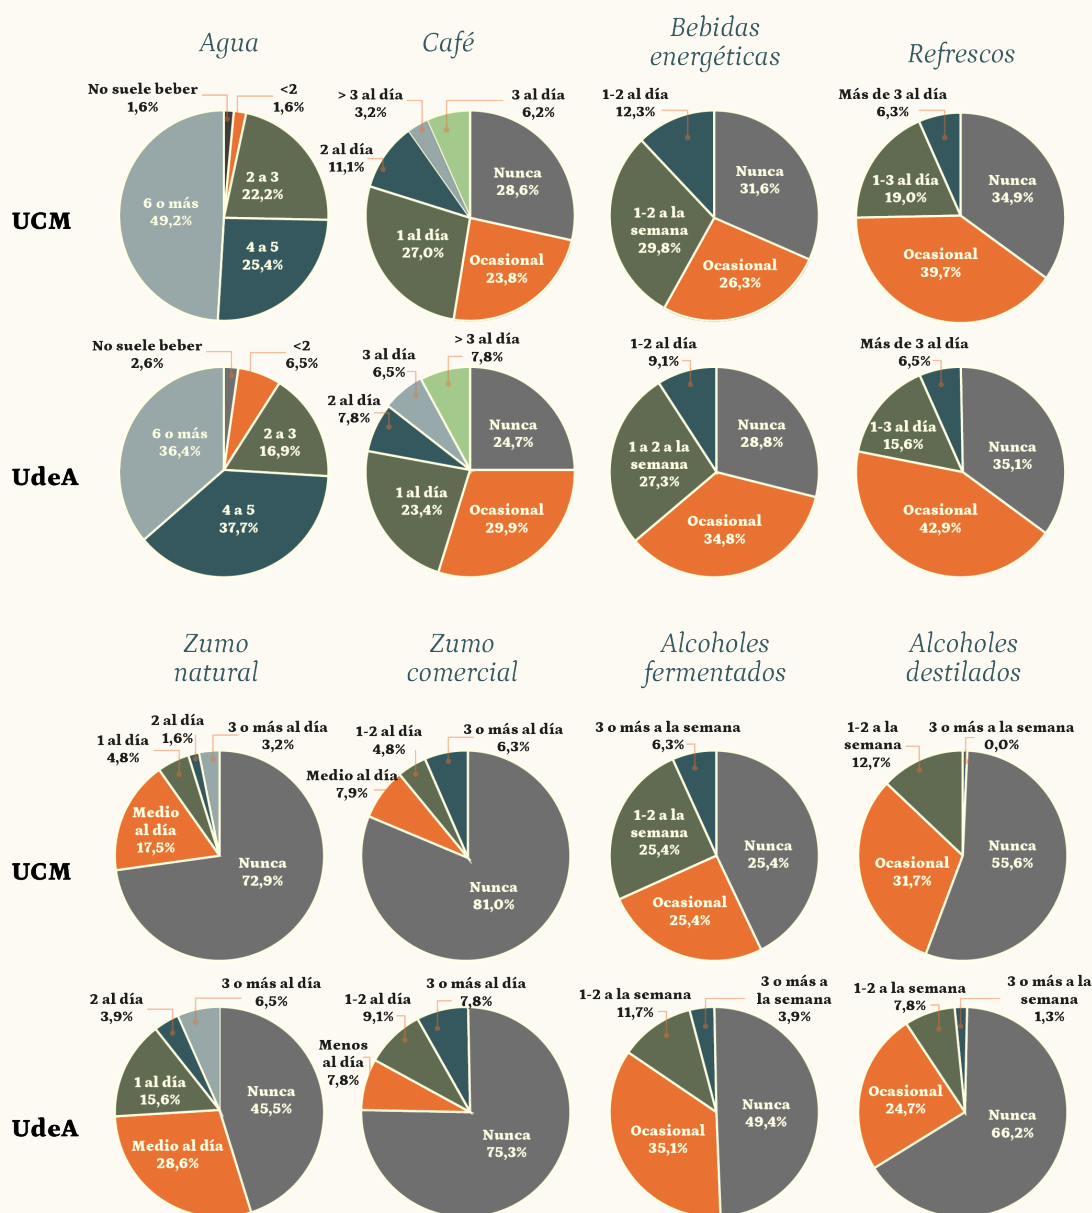 Agua
Café
Bebidas
energéticas
Refrescos
UCM
No suele beber
1,6%
<2
1,6%
2 a 3
22,2%
4 a 5
25,4%
6 o más
49,2%
> 3 al día
3,2%
3 al día
6,2%
2 al día
11,1%
Nunca
28,6%
1 al día
27,0%
Ocasional
23,8%
1-2 al día
12,3%
Nunca
31,6%
1-2 a la
semana
29,8%
Ocasional
26,3%
Más de 3 al día
6,3%
1-3 al día
19,0%
Nunca
34,9%
Ocasional
39,7%
UdeA
No suele beber
2,6%
<2
6,5%
2 a 3
16,9%
6 o más
36,4%
4 a 5
37,7%
> 3 al día
7,8%
3 al día
6,5%
2 al día
7,8%
Nunca
24,7%
1 al día
23,4%
Ocasional
29,9%
1-2 al día
9,1%
Nunca
28,8%
1 a 2 a la
semana
27,3%
Ocasional
34,8%
Más de 3 al día
6,5%
1-3 al día
15,6%
Nunca
35,1%
Ocasional
42,9%
Zumo
natural
Zumo
comercial
Alcoholes
fermentados
Alcoholes
destilados
UCM
2 al día
1,6%
3 o más al día
3,2%
1 al día
4,8%
Medio
al día
17,5%
Nunca
72,9%
1-2 al día
4,8%
3 o más al día
6,3%
Medio al día
7,9%
Nunca
81,0%
3 o más a la semana
6,3%
1-2 a la
semana
25,4%
Nunca
25,4%
Ocasional
25,4%
1-2 a la
semana
12,7%
3 o más a la semana
0,0%
Ocasional
31,7%
Nunca
55,6%
UdeA
2 al día
3,9%
3 o más al día
6,5%
1 al día
15,6%
Nunca
45,5%
Medio al día
28,6%
1-2 al día
9,1%
3 o más al día
7,8%
Menos
al día
7,8%
Nunca
75,3%
1-2 a la semana
11,7%
3 o más a
la semana
3,9%
Ocasional
35,1%
Nunca
49,4%
1-2 a la semana
7,8%
3 o más a la
semana
1,3%
Ocasional
24,7%
Nunca
66,2%